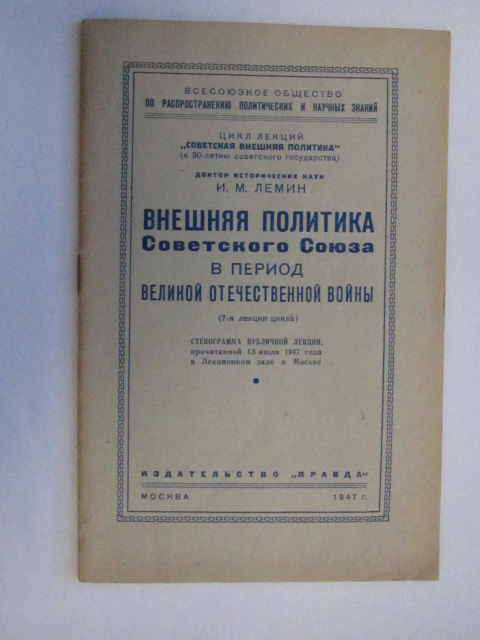 ВСЕСОЮЗНОЕ ОБЩЕСТВО
ПО РАСПРОСТРАНЕНИЮ ПОЛИТИЧЕСКИХ И НАУЧНЫХ ЗНАНИЙ
ЦИКЛ ЛЕКЦИЙ
„СОВЕТСКАЯ ВНЕШНЯЯ ПОЛИТИКА"
(к 30-летию советского государства)
ДОКТОР ИСТОРИЧЕСКИХ НАУК
И. М. ЛЕМИН
ВНЕШНЯЯ ПОЛИТИКА
Советского Союза
В ПЕРИОД
ВЕЛИКОЙ ОТЕЧЕСТВЕННОЙ ВОЙНЫ
(7-я лекция цикла)
СТЕНОГРАММА ПУБЛИЧНОЙ ЛЕКЦИИ,
прочитанной 13 июля 1947 года
в Лекционном зале в Москве
ИЗДАТЕЛЬСТВО „ПРАВДА"
МОСКВА 1947 г.